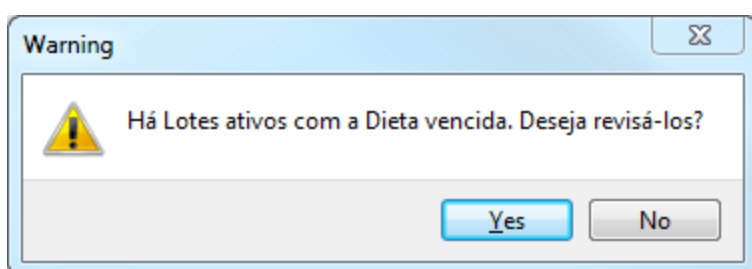 Warning
Há Lotes ativos com a Dieta vencida. Deseja revisá-los?
Yes
No